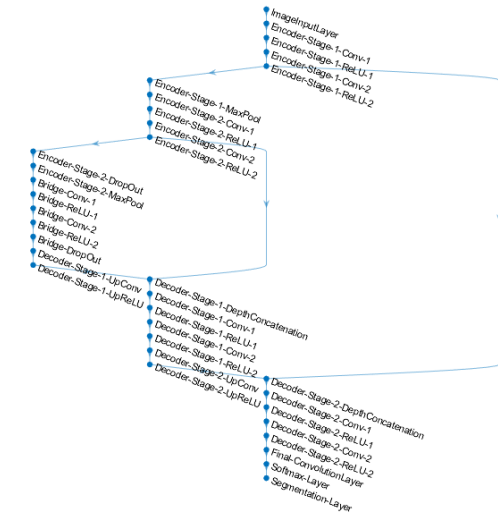 ImageInputLayer
Encoder-Stage-1-Conv-1
Encoder-Stage-1-ReLU-1
Encoder-Stage-1-Conv-2
Encoder-Stage-1-ReLU-2
Encoder-Stage-1-MaxPool
Encoder-Stage-2-Conv-1
Encoder-Stage-2-ReLU-1
Encoder-Stage-2-Conv-2
Encoder-Stage-2-ReLU-2
Encoder-Stage-2-DropOut
Encoder-Stage-2-MaxPool
Bridge-Conv-1
Bridge-ReLU-1
Bridge-Conv-2
Bridge-ReLU-2
Bridge-DropOut
Decoder-Stage-1-UpConv
Decoder-Stage-1-UpReLU
Decoder-Stage-1-DepthConcatenation
Decoder-Stage-1-Conv-1
Decoder-Stage-1-ReLU-1
Decoder-Stage-1-Conv-2
Decoder-Stage-1-ReLU-2
Decoder-Stage-2-UpConv
Decoder-Stage-2-UpReLU
Decoder-Stage-2-DepthConcatenation
Decoder-Stage-2-Conv-1
Decoder-Stage-2-ReLU-1
Decoder-Stage-2-Conv-2
Decoder-Stage-2-ReLU-2
Final-ConvolutionLayer
Softmax-Layer
Segmentation-Layer